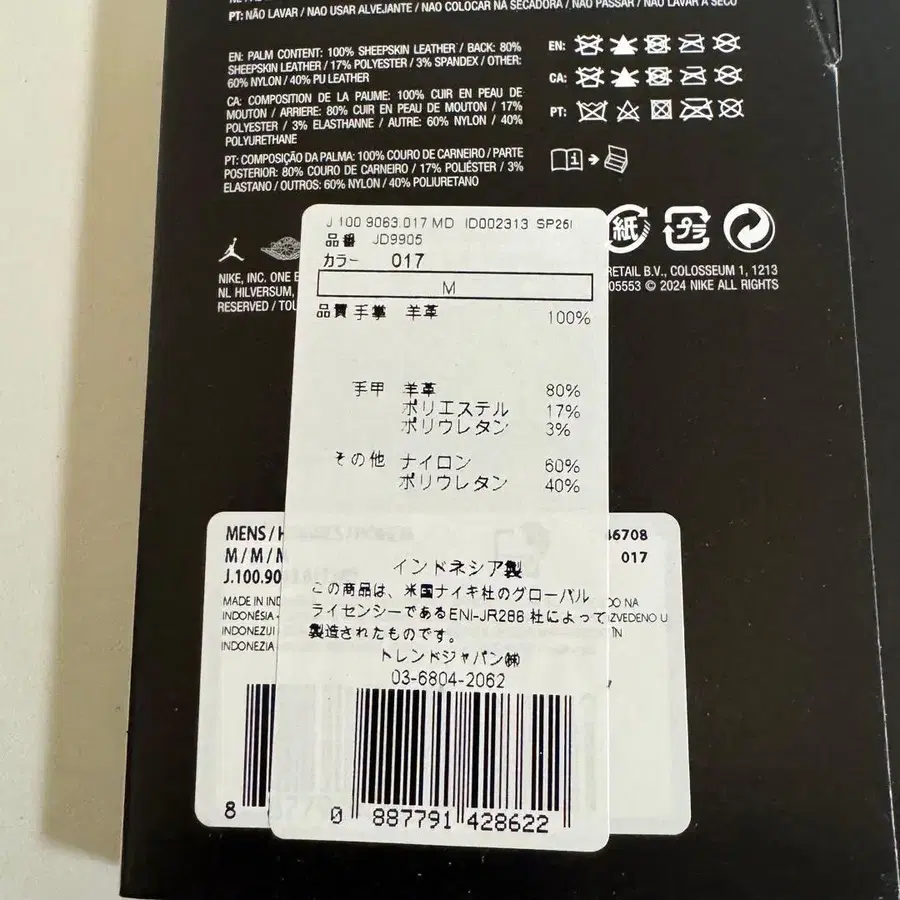 PT: NÃO LAVAR / NAO USAR ALVEJANTE / NAO COLOCAR NA SECADORA / NAO PASSAR / NAO LAVAR A SECO
EN: PALM CONTENT: 100% SHEEPSKIN LEATHER / BACK: 80%
SHEEPSKIN LEATHER / 17% POLYESTER / 3% SPANDEX / OTHER:
60% NYLON / 40% PU LEATHER
CA: COMPOSITION DE LA PAUME: 100% CUIR EN PEAU DE
MOUTON / ARRIERE: 80% CUIR EN PEAU DE MOUTON / 17%
POLYESTER / 3% ELASTHANNE / AUTRE: 60% NYLON / 40%
POLYURETHANE
PT: COMPOSIÇÃO DA PALMA: 100% COURO DE CARNEIRO / PARTE
POSTERIOR: 80% COURO DE CARNEIRO / 17% POLIÉSTER / 3%
ELASTANO / OUTROS: 60% NYLON / 40% POLIURETANO
EN:
CA:
PT:
紙
プラ
NIKE, INC. ONE
NL HILVERSUM,
RESERVED /
RETAIL B.V., COLOSSEUM 1, 1213
05553 © 2024 NIKE ALL RIGHTS
J 100 9063.017 MD ID002313 SP26
品番 JD9905
カラー 017
M
品質 手掌 羊革 100%
手甲 羊革 80%
ポリエステル 17%
ポリウレタン 3%
その他 ナイロン 60%
ポリウレタン 40%
インドネシア製
この商品は、米国ナイキ社のグローバル
ライセンシーであるENI-JR286 社によって
製造されたものです。
トレンドジャパン㈱
03-6804-2062
0 887791 428622
MENS /
M / M /
J.100.90
MADE IN
INDONÉSIA
INDONEZIA
46708
017
NA
IZVEDENO U
8